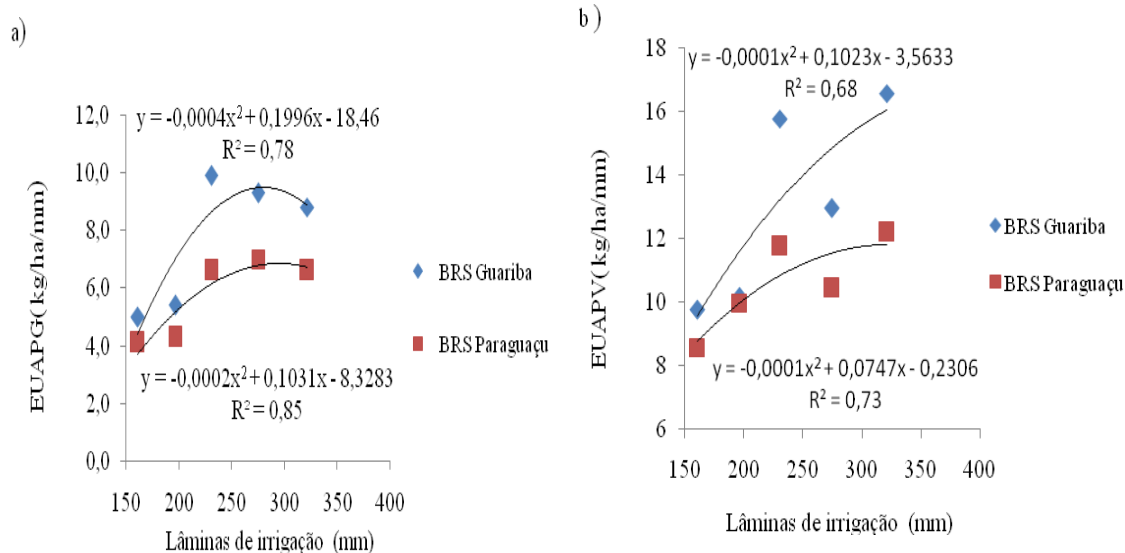 a)
y = -0,0004x² + 0,1996x - 18,46
R² = 0,78
12,0
10,0
8,0
6,0
4,0
2,0
0,0
EUAPG(kg/ha/mm)
BRS Guariba
BRS Paraguaçu
y = -0,0002x² + 0,1031x - 8,3283
R² = 0,85
150 200 250 300 350 400
Lâminas de irrigação (mm)
b )
y = -0,0001x² + 0,1023x - 3,5633
R² = 0,68
18
16
14
12
10
8
6
EUAPV(kg/ha/mm)
BRS Guariba
BRS Paraguaçu
y = -0,0001x² + 0,0747x - 0,2306
R² = 0,73
150 200 250 300 350 400
Lâminas de irrigação (mm)